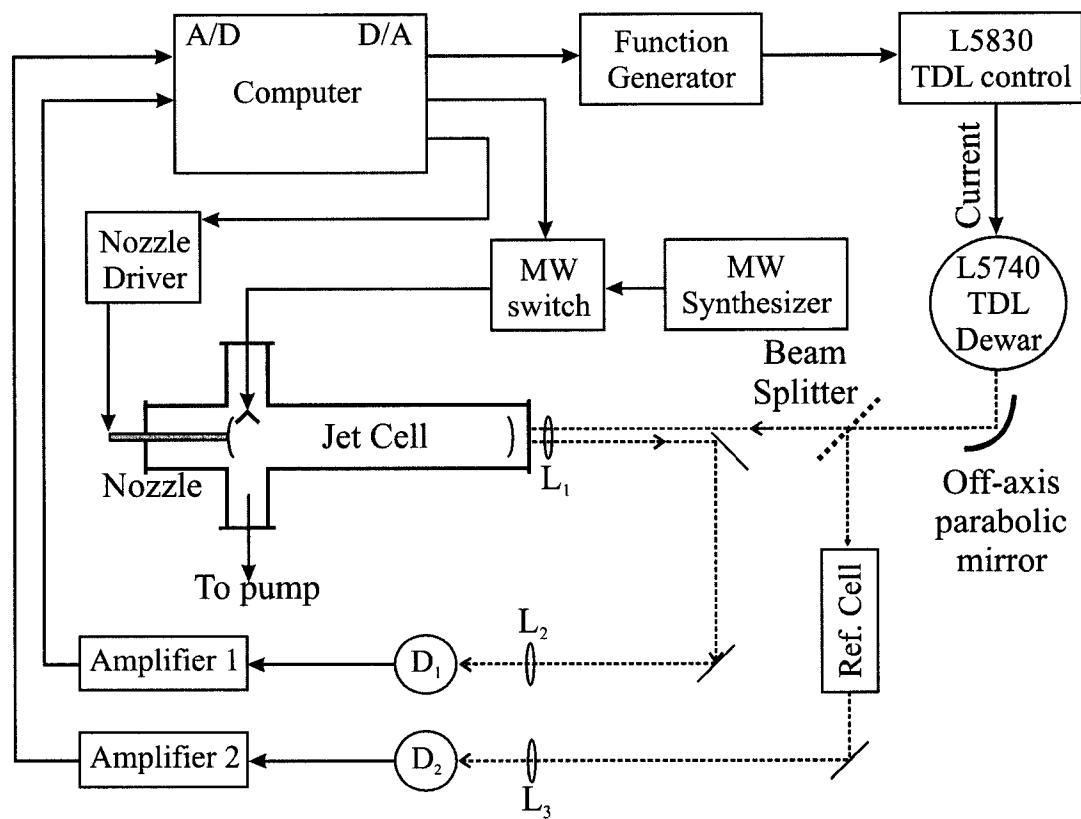 A/D
D/A
Computer
Function
Generator
L5830
TDL control
Current
Nozzle
Driver
MW
switch
MW
Synthesizer
L5740
TDL
Dewar
Beam
Splitter
Jet Cell
Nozzle
L₁
Off-axis
parabolic
mirror
To pump
Ref. Cell
Amplifier 1
D₁
L₂
Amplifier 2
D₂
L₃